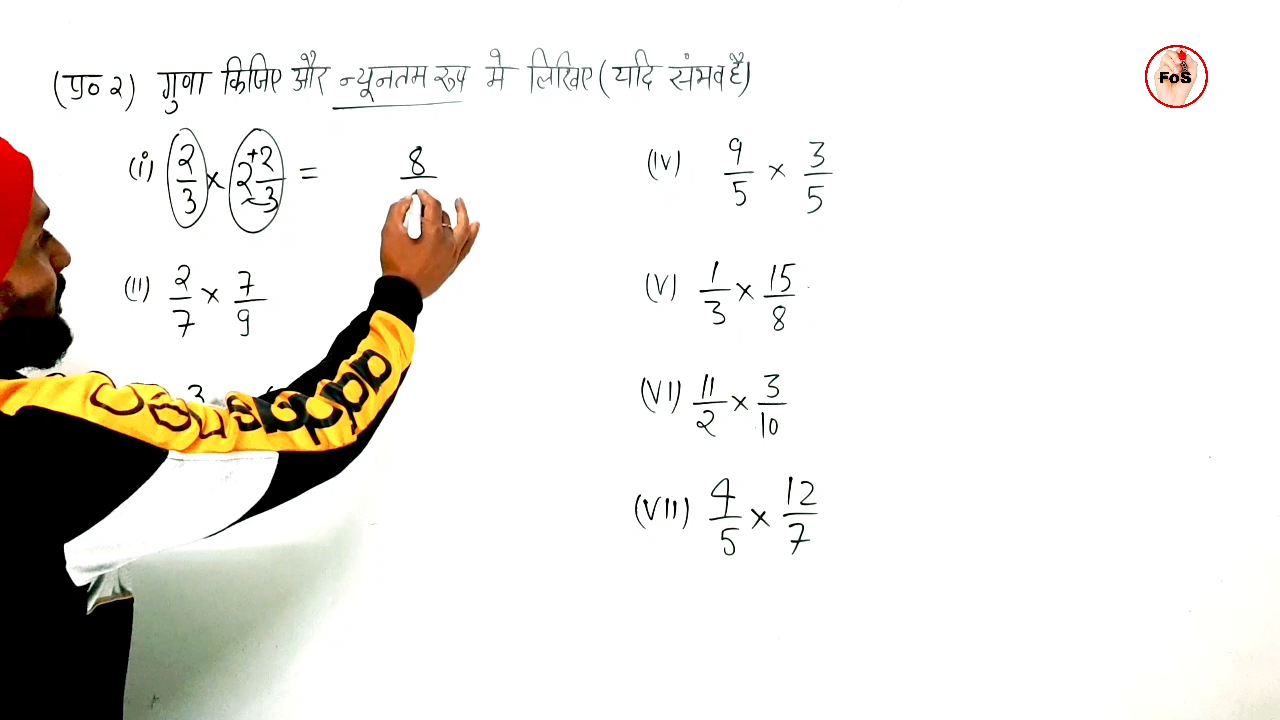 (प्र० २) गुणा किजिए और न्यूनतम रूप मे लिखिए (यदि संभव है)
(i) 2/3 × 2 + 2/3 = 8/
(ii) 2/7 × 7/9
3
(iv) 9/5 × 3/5
(v) 1/3 × 15/8
(VI) 11/2 × 3/10
(VII) 4/5 × 12/7
FoS